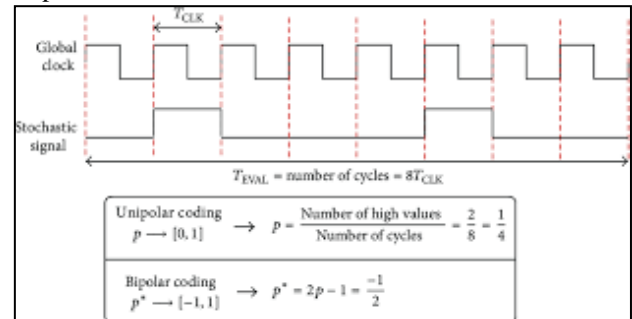 T_CLK
Global
clock
Stochastic
signal
T_EVAL = number of cycles = 8T_CLK
Unipolar coding
p → [0, 1] → p = Number of high values / Number of cycles = 2/8 = 1/4
Bipolar coding
p* → [−1, 1] → p* = 2p − 1 = −1/2